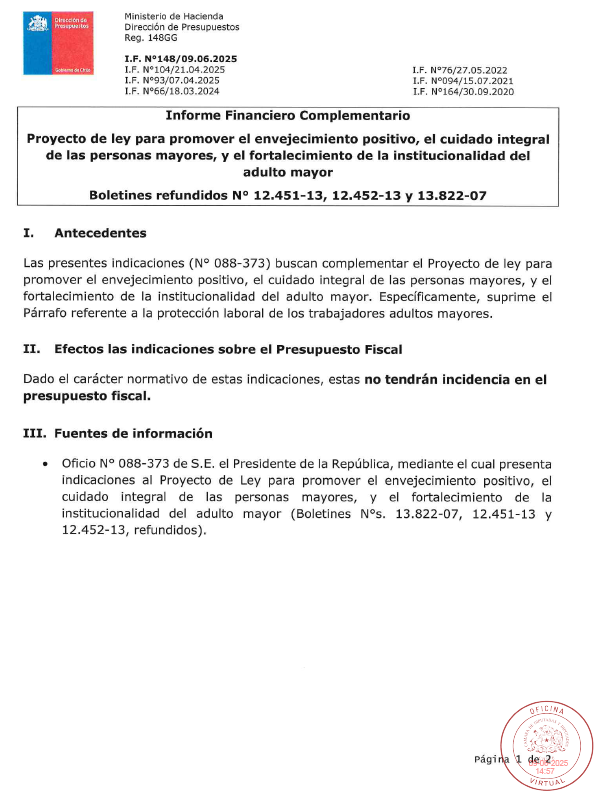 Dirección de
Presupuestos
Gobierno de Chile
Ministerio de Hacienda
Dirección de Presupuestos
Reg. 148GG
I.F. N°148/09.06.2025
I.F. N°104/21.04.2025
I.F. N°93/07.04.2025
I.F. N°66/18.03.2024
I.F. N°76/27.05.2022
I.F. N°094/15.07.2021
I.F. N°164/30.09.2020
Informe Financiero Complementario
Proyecto de ley para promover el envejecimiento positivo, el cuidado integral
de las personas mayores, y el fortalecimiento de la institucionalidad del
adulto mayor
Boletines refundidos N° 12.451-13, 12.452-13 y 13.822-07
I. Antecedentes
Las presentes indicaciones (N° 088-373) buscan complementar el Proyecto de ley para
promover el envejecimiento positivo, el cuidado integral de las personas mayores, y el
fortalecimiento de la institucionalidad del adulto mayor. Específicamente, suprime el
Párrafo referente a la protección laboral de los trabajadores adultos mayores.
II. Efectos las indicaciones sobre el Presupuesto Fiscal
Dado el carácter normativo de estas indicaciones, estas no tendrán incidencia en el
presupuesto fiscal.
III. Fuentes de información
• Oficio N° 088-373 de S.E. el Presidente de la República, mediante el cual presenta
indicaciones al Proyecto de Ley para promover el envejecimiento positivo, el
cuidado integral de las personas mayores, y el fortalecimiento de la
institucionalidad del adulto mayor (Boletines N°s. 13.822-07, 12.451-13 y
12.452-13, refundidos).
OFICINA
Página 1 de 2
14:57
VIRTUAL